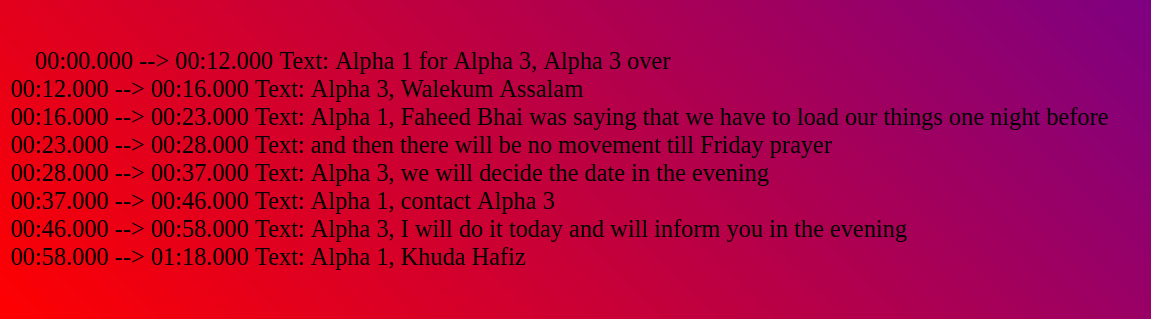 00:00.000 --> 00:12.000 Text: Alpha 1 for Alpha 3, Alpha 3 over
00:12.000 --> 00:16.000 Text: Alpha 3, Walekum Assalam
00:16.000 --> 00:23.000 Text: Alpha 1, Faheed Bhai was saying that we have to load our things one night before
00:23.000 --> 00:28.000 Text: and then there will be no movement till Friday prayer
00:28.000 --> 00:37.000 Text: Alpha 3, we will decide the date in the evening
00:37.000 --> 00:46.000 Text: Alpha 1, contact Alpha 3
00:46.000 --> 00:58.000 Text: Alpha 3, I will do it today and will inform you in the evening
00:58.000 --> 01:18.000 Text: Alpha 1, Khuda Hafiz